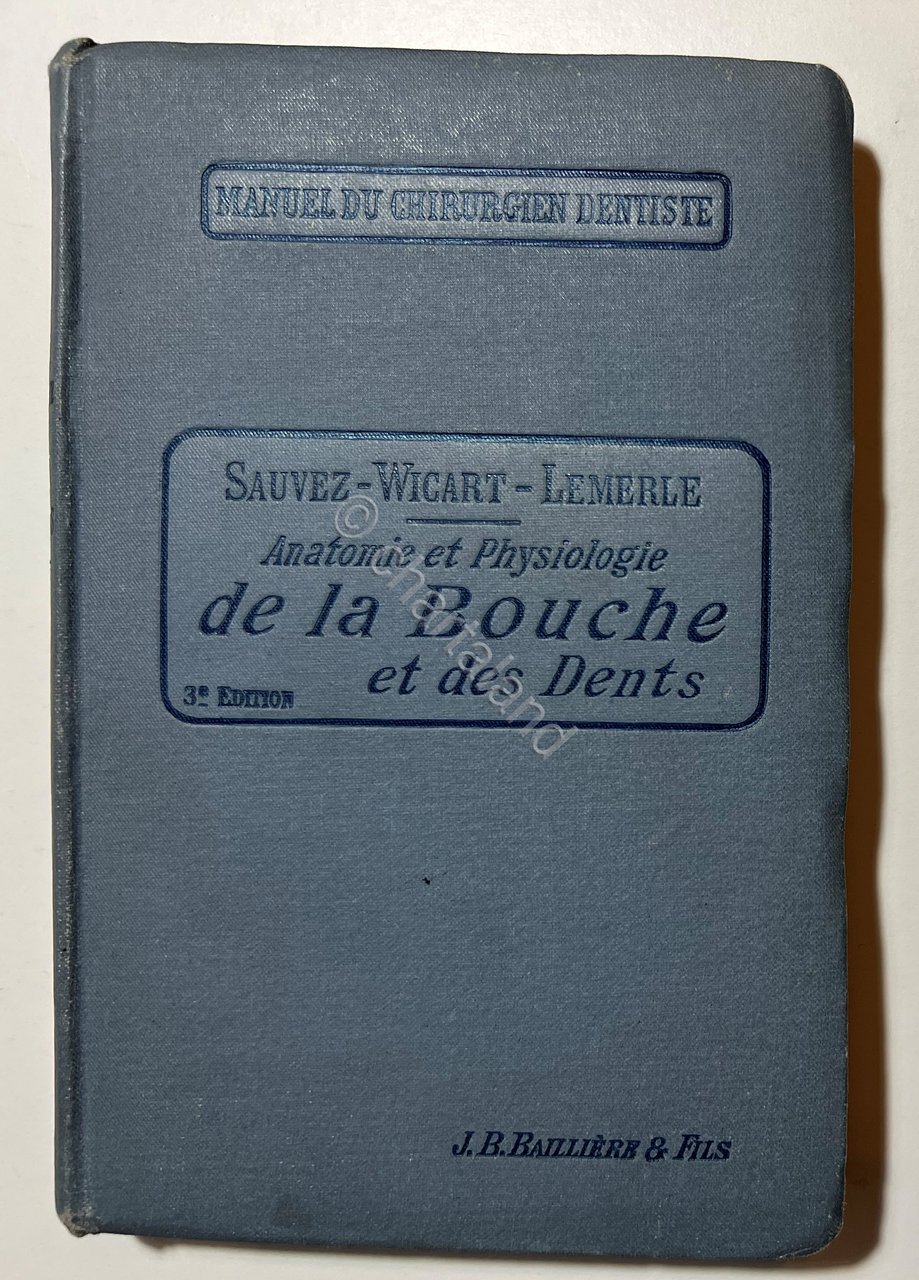 MANUEL DU CHIRURGIEN DENTISTE
SAUVEZ - WICART - LEMERLE
Anatomie et Physiologie
de la Bouche
et des Dents
3e EDITION
J. B. BAILLIÈRE & FILS
© chartaland